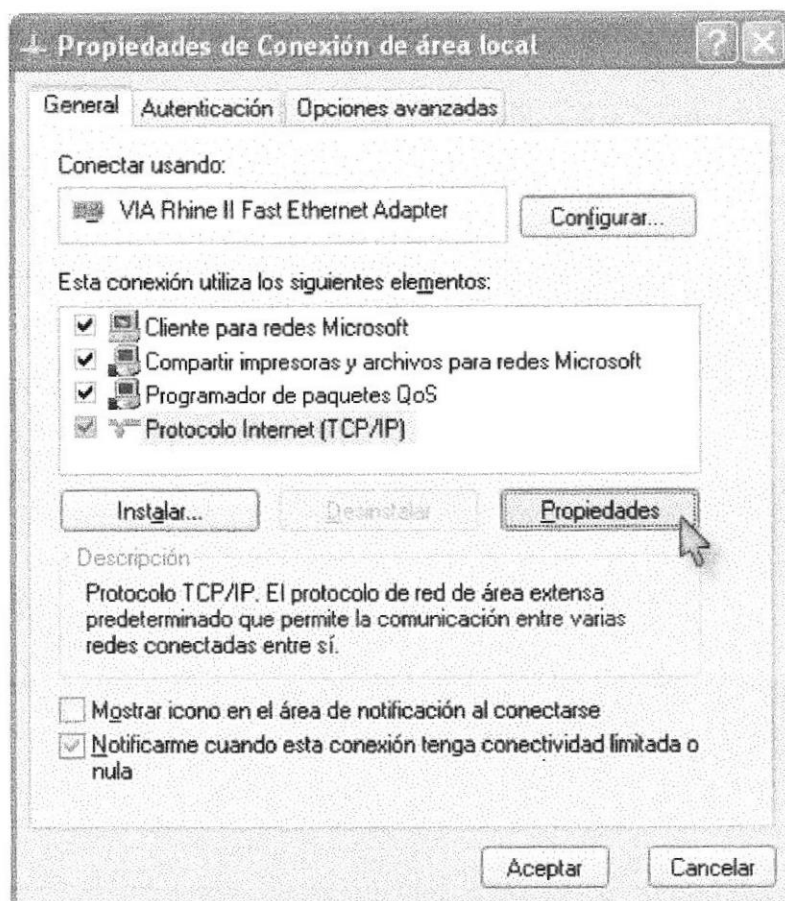 Propiedades de Conexión de área local
General Autenticación Opciones avanzadas
Conectar usando:
VIA Rhine II Fast Ethernet Adapter Configurar...
Esta conexión utiliza los siguientes elementos:
Cliente para redes Microsoft
Compartir impresoras y archivos para redes Microsoft
Programador de paquetes QoS
Protocolo Internet (TCP/IP)
Instalar... Desinstalar Propiedades
Descripción
Protocolo TCP/IP. El protocolo de red de área extensa
predeterminado que permite la comunicación entre varias
redes conectadas entre sí.
Mostrar icono en el área de notificación al conectarse
Notificarme cuando esta conexión tenga conectividad limitada o
nula
Aceptar Cancelar